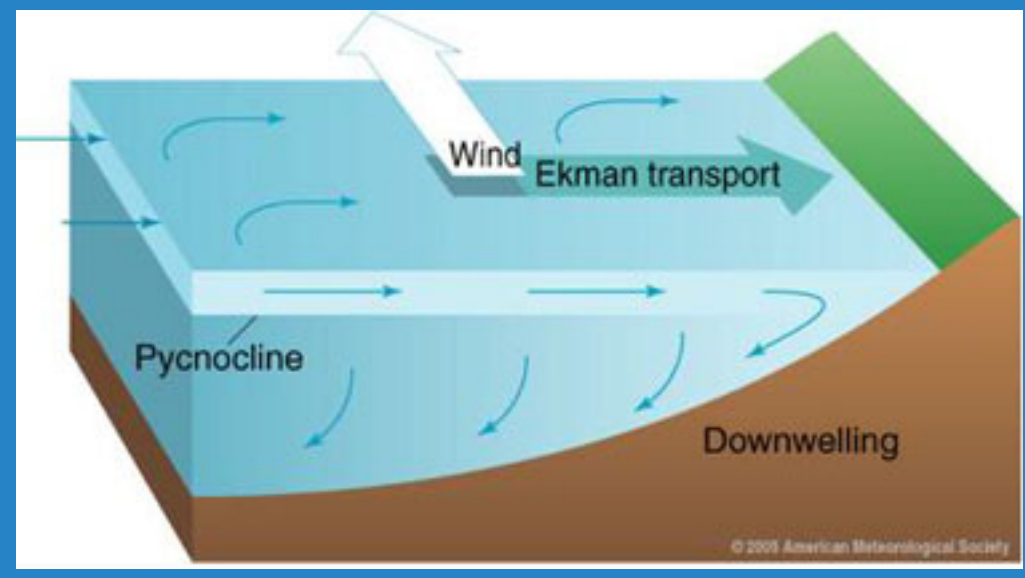 Wind
Ekman transport
Pycnocline
Downwelling
© 2005 American Meteorological Society